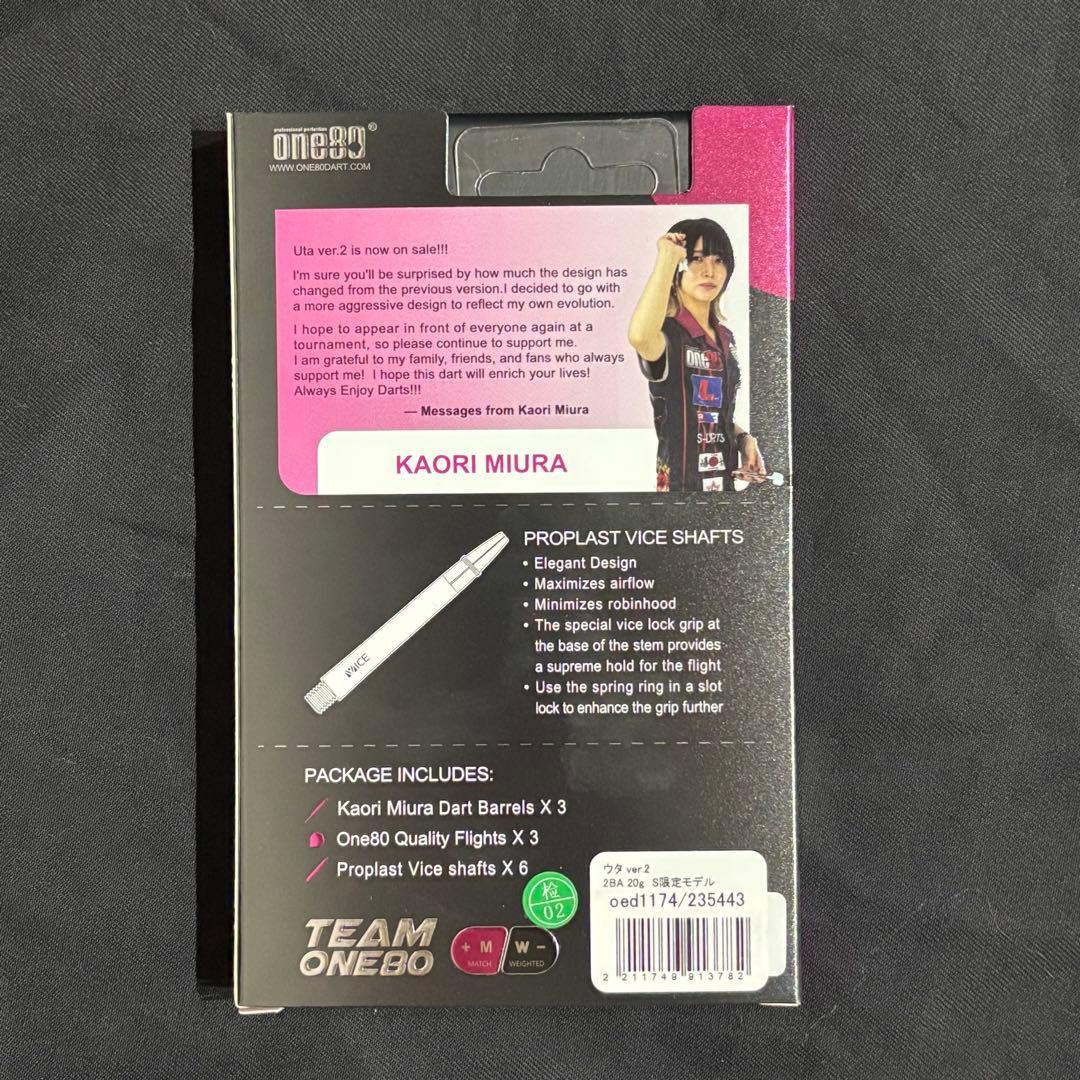 professional perfection
one80®
WWW.ONE80DART.COM
Uta ver.2 is now on sale!!!
I'm sure you'll be surprised by how much the design has
changed from the previous version.I decided to go with
a more aggressive design to reflect my own evolution.
I hope to appear in front of everyone again at a
tournament, so please continue to support me.
I am grateful to my family, friends, and fans who always
support me! I hope this dart will enrich your lives!
Always Enjoy Darts!!!
— Messages from Kaori Miura
one80
L
KAORI MIURA
PROPLAST VICE SHAFTS
• Elegant Design
• Maximizes airflow
• Minimizes robinhood
• The special vice lock grip at
the base of the stem provides
a supreme hold for the flight
• Use the spring ring in a slot
lock to enhance the grip further
VICE
PACKAGE INCLUDES:
Kaori Miura Dart Barrels X 3
One80 Quality Flights X 3
Proplast Vice shafts X 6
检
02
TEAM
ONE80
+ M
MATCH
W −
WEIGHTED
ウタ ver.2
2BA 20g S限定モデル
oed1174/235443
2 211749 913782